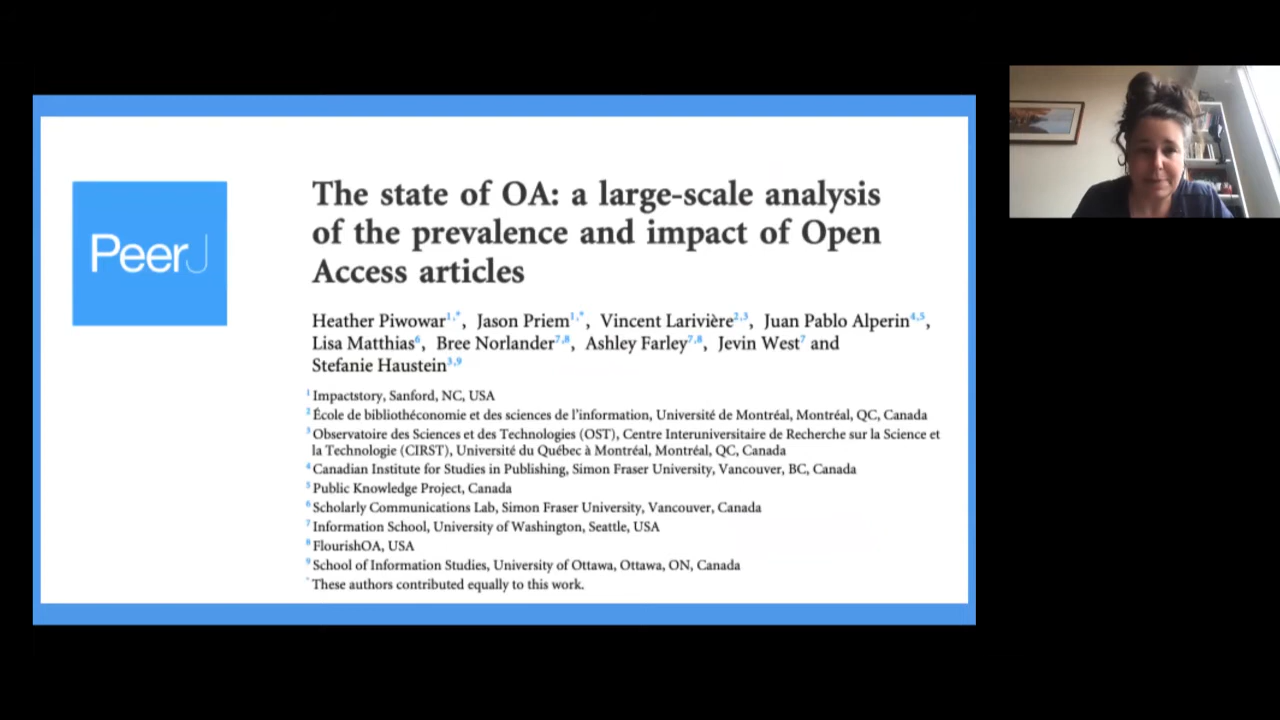 PeerJ
The state of OA: a large-scale analysis
of the prevalence and impact of Open
Access articles
Heather Piwowar1,*, Jason Priem1,*, Vincent Larivière2,3, Juan Pablo Alperin4,5,
Lisa Matthias6, Bree Norlander7,8, Ashley Farley7,8, Jevin West7 and
Stefanie Haustein3,9
1 Impactstory, Sanford, NC, USA
2 École de bibliothéconomie et des sciences de l'information, Université de Montréal, Montréal, QC, Canada
3 Observatoire des Sciences et des Technologies (OST), Centre Interuniversitaire de Recherche sur la Science et
la Technologie (CIRST), Université du Québec à Montréal, Montréal, QC, Canada
4 Canadian Institute for Studies in Publishing, Simon Fraser University, Vancouver, BC, Canada
5 Public Knowledge Project, Canada
6 Scholarly Communications Lab, Simon Fraser University, Vancouver, Canada
7 Information School, University of Washington, Seattle, USA
8 FlourishOA, USA
9 School of Information Studies, University of Ottawa, Ottawa, ON, Canada
* These authors contributed equally to this work.